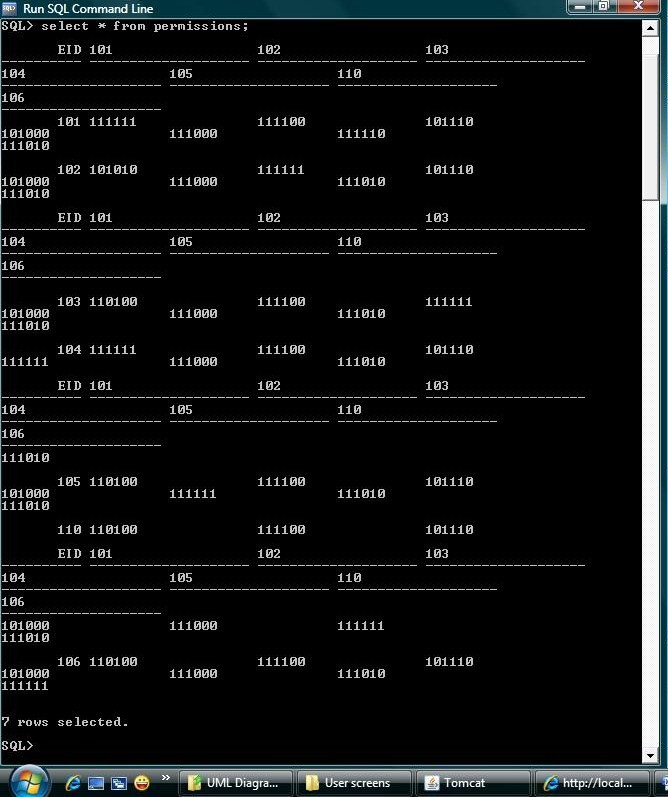 Run SQL Command Line
SQL> select * from permissions;
EID 101 102 103
104 105 110
106
101 111111 111100 101110
101000 111000 111110
111010
102 101010 111111 101110
101000 111000 111010
111010
EID 101 102 103
104 105 110
106
103 110100 111100 111111
101000 111000 111010
111010
104 111111 111100 101110
111111 111000 111010
EID 101 102 103
104 105 110
106
111010
105 110100 111100 101110
101000 111111 111010
111010
110 110100 111100 101110
EID 101 102 103
104 105 110
106
101000 111000 111111
111010
106 110100 111100 101110
101000 111000 111010
111111
7 rows selected.
SQL>
UML Diagra... User screens Tomcat http://local...